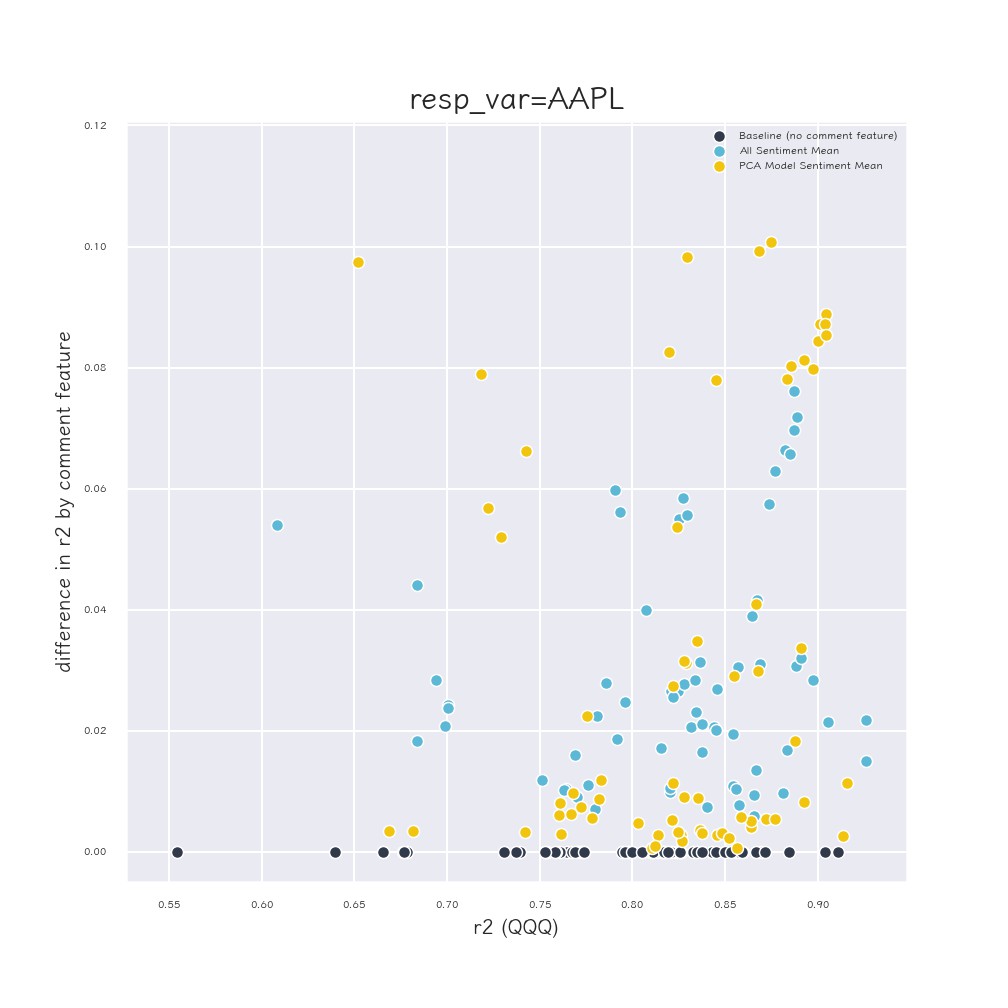 resp_var=AAPL
Baseline (no comment feature)
All Sentiment Mean
PCA Model Sentiment Mean
difference in r2 by comment feature
0.12
0.10
0.08
0.06
0.04
0.02
0.00
0.55
0.60
0.65
0.70
0.75
0.80
0.85
0.90
r2 (QQQ)